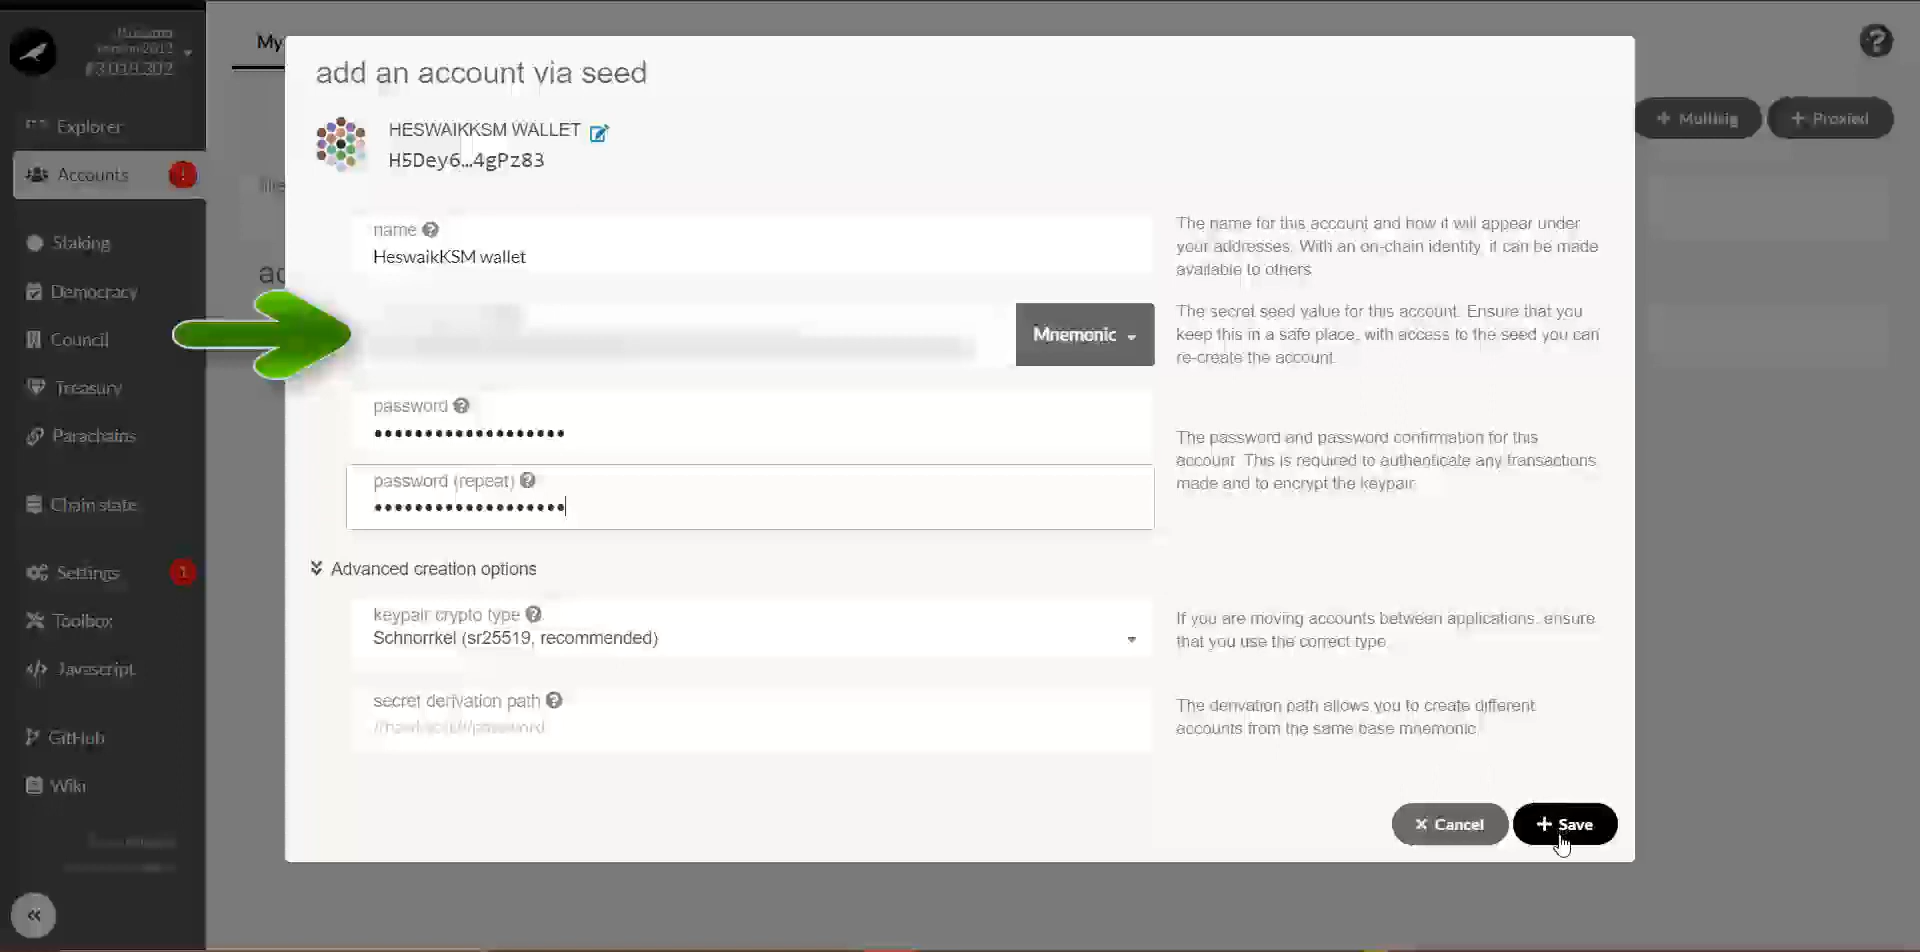 Kusama
version 2012
#3,019,302
Explorer
Accounts
!
Staking
Democracy
Council
Treasury
Parachains
Chain state
Settings
1
Toolbox
Javascript
GitHub
Wiki
My
+ Multisig
+ Proxied
add an account via seed
HESWAIKKSM WALLET
H5Dey6…4gPz83
name
HeswaikKSM wallet
The name for this account and how it will appear under
your addresses. With an on-chain identity, it can be made
available to others.
Mnemonic
The secret seed value for this account. Ensure that you
keep this in a safe place, with access to the seed you can
re-create the account.
password
•••••••••••••••••••
password (repeat)
•••••••••••••••••••
The password and password confirmation for this
account. This is required to authenticate any transactions
made and to encrypt the keypair.
Advanced creation options
keypair crypto type
Schnorrkel (sr25519, recommended)
If you are moving accounts between applications, ensure
that you use the correct type.
secret derivation path
The derivation path allows you to create different
accounts from the same base mnemonic.
× Cancel
+ Save